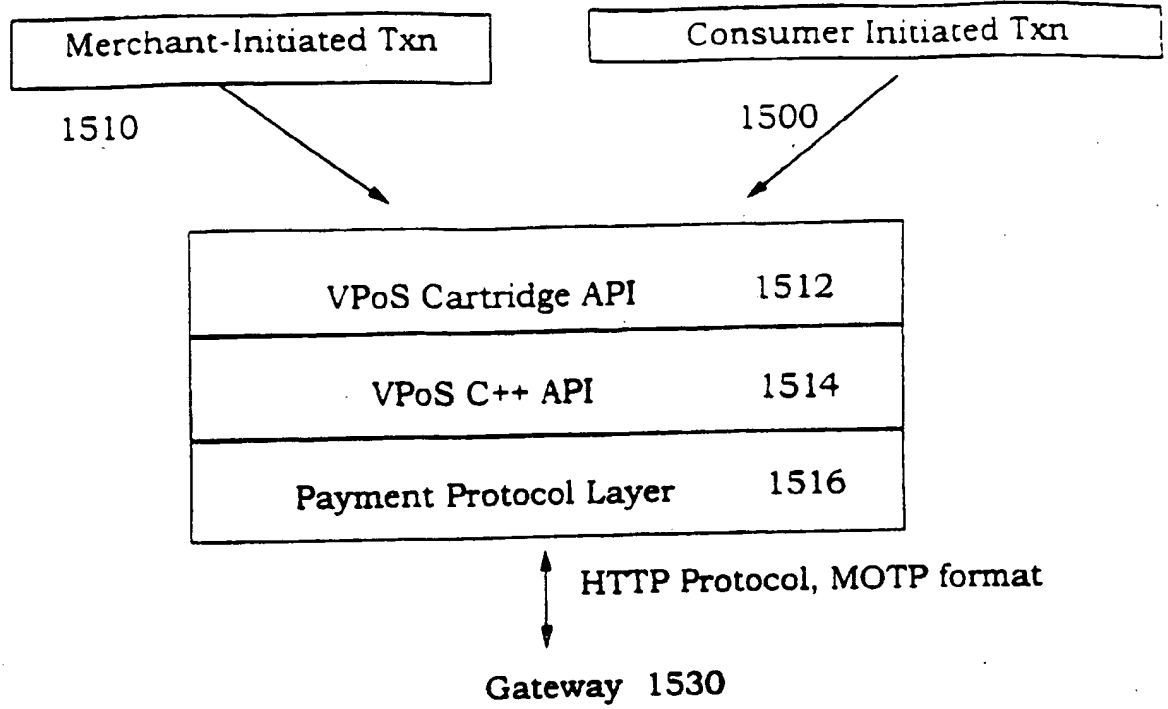 Merchant-Initiated Txn
Consumer Initiated Txn
1510
1500
VPoS Cartridge API 1512
VPoS C++ API 1514
Payment Protocol Layer 1516
HTTP Protocol, MOTP format
Gateway 1530